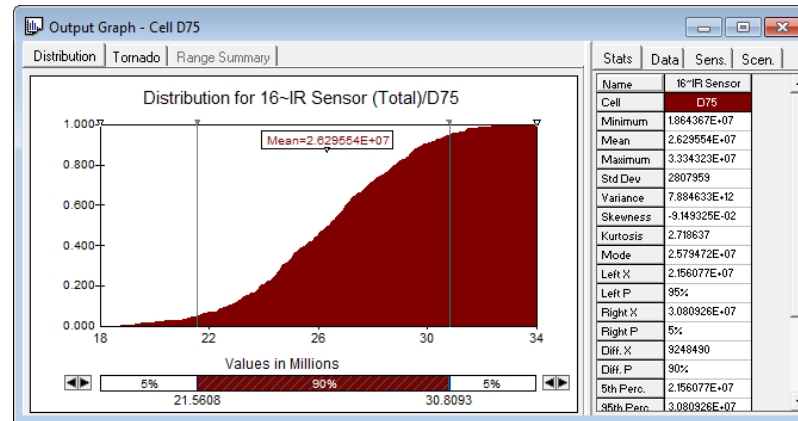 Output Graph - Cell D75
Distribution Tornado Range Summary
Distribution for 16~IR Sensor (Total)/D75
Mean=2.629554E+07
1.000
0.800
0.600
0.400
0.200
0.000
18 22 26 30 34
Values in Millions
5% 90% 5%
21.5608 30.8093
Stats Data Sens. Scen.
Name 16~IR Sensor
Cell D75
Minimum 1.864367E+07
Mean 2.629554E+07
Maximum 3.334323E+07
Std Dev 2807959
Variance 7.884633E+12
Skewness -9.149325E-02
Kurtosis 2.718637
Mode 2.579472E+07
Left X 2.156077E+07
Left P 95%
Right X 3.080926E+07
Right P 5%
Diff. X 9248490
Diff. P 90%
5th Perc. 2.156077E+07
95th Perc 3.080926E+07